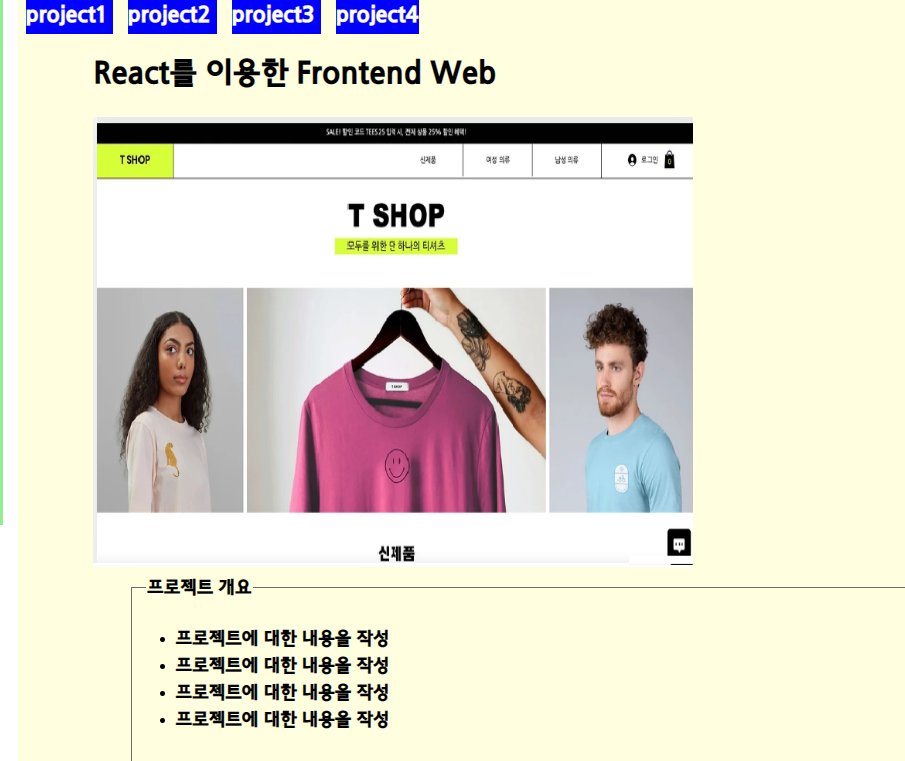 project1 project2 project3 project4
React를 이용한 Frontend Web
SALE! 할인 코드 TEES25 입력 시, 전체 상품 25% 할인 혜택!
T SHOP 신제품 여성 의류 남성 의류 로그인 0
T SHOP
모두를 위한 단 하나의 티셔츠
T SHOP
신제품
프로젝트 개요
• 프로젝트에 대한 내용을 작성
• 프로젝트에 대한 내용을 작성
• 프로젝트에 대한 내용을 작성
• 프로젝트에 대한 내용을 작성